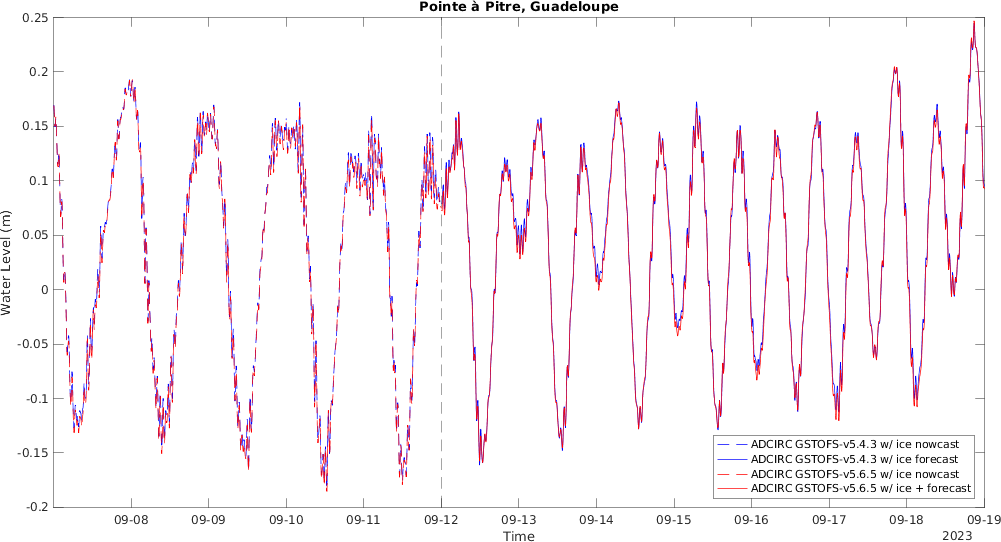 Pointe à Pitre, Guadeloupe
0.25
0.2
0.15
0.1
0.05
0
-0.05
-0.1
-0.15
-0.2
Water Level (m)
ADCIRC GSTOFS-v5.4.3 w/ ice nowcast
ADCIRC GSTOFS-v5.4.3 w/ ice forecast
ADCIRC GSTOFS-v5.6.5 w/ ice nowcast
ADCIRC GSTOFS-v5.6.5 w/ ice + forecast
09-08 09-09 09-10 09-11 09-12 09-13 09-14 09-15 09-16 09-17 09-18 09-19
Time
2023